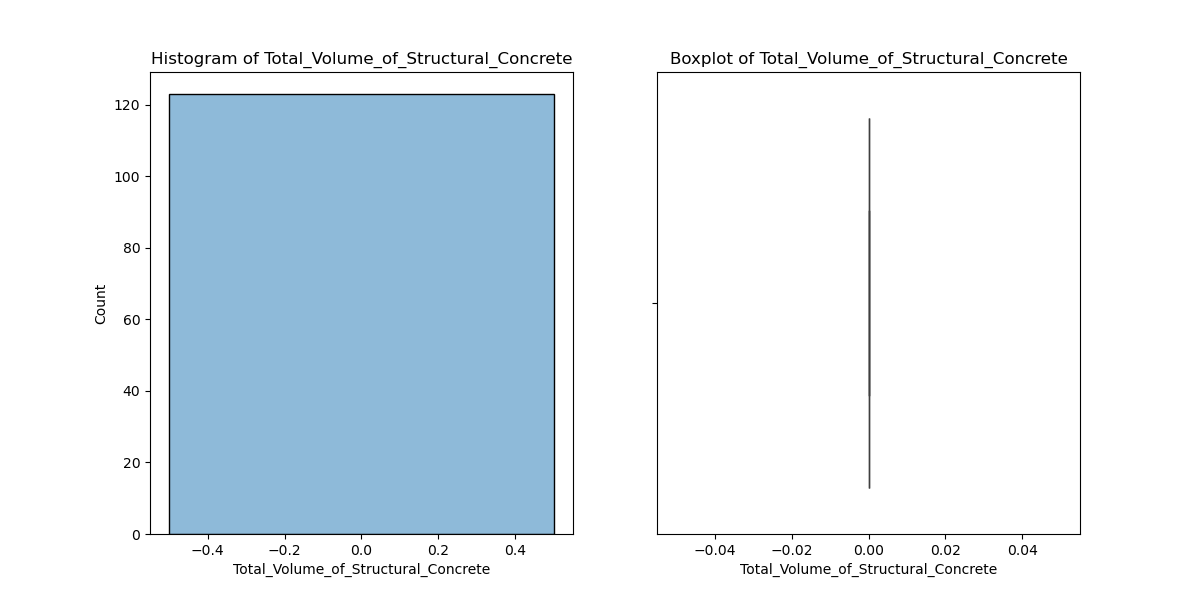 Histogram of Total_Volume_of_Structural_Concrete
120
100
80
60
40
20
0
Count
−0.4 −0.2 0.0 0.2 0.4
Total_Volume_of_Structural_Concrete
Boxplot of Total_Volume_of_Structural_Concrete
−0.04 −0.02 0.00 0.02 0.04
Total_Volume_of_Structural_Concrete